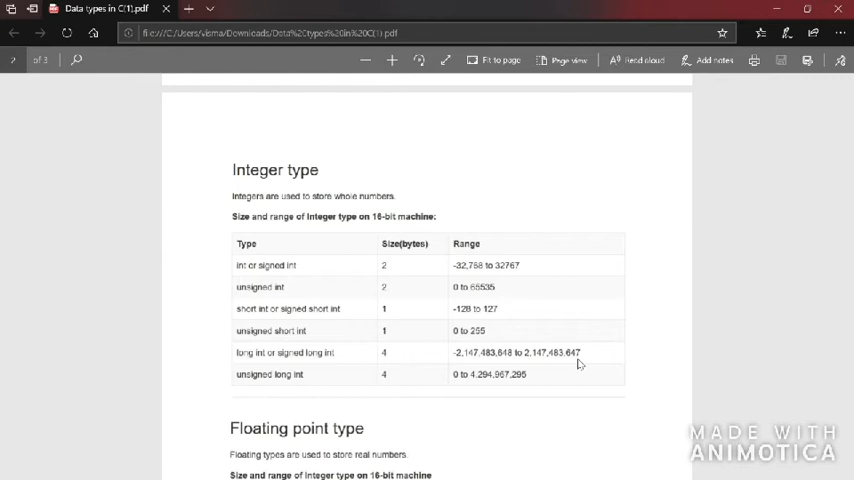 Data types in C(1).pdf
file:///C:/Users/visma/Downloads/Data%20types%20in%20C(1).pdf
2 of 3 Fit to page Page view Read aloud Add notes
Integer type
Integers are used to store whole numbers.
Size and range of Integer type on 16-bit machine:
Type Size(bytes) Range
int or signed int 2 -32,768 to 32767
unsigned int 2 0 to 65535
short int or signed short int 1 -128 to 127
unsigned short int 1 0 to 255
long int or signed long int 4 -2,147,483,648 to 2,147,483,647
unsigned long int 4 0 to 4,294,967,295
Floating point type
Floating types are used to store real numbers.
Size and range of Integer type on 16-bit machine
MADE WITH
ANIMOTICA